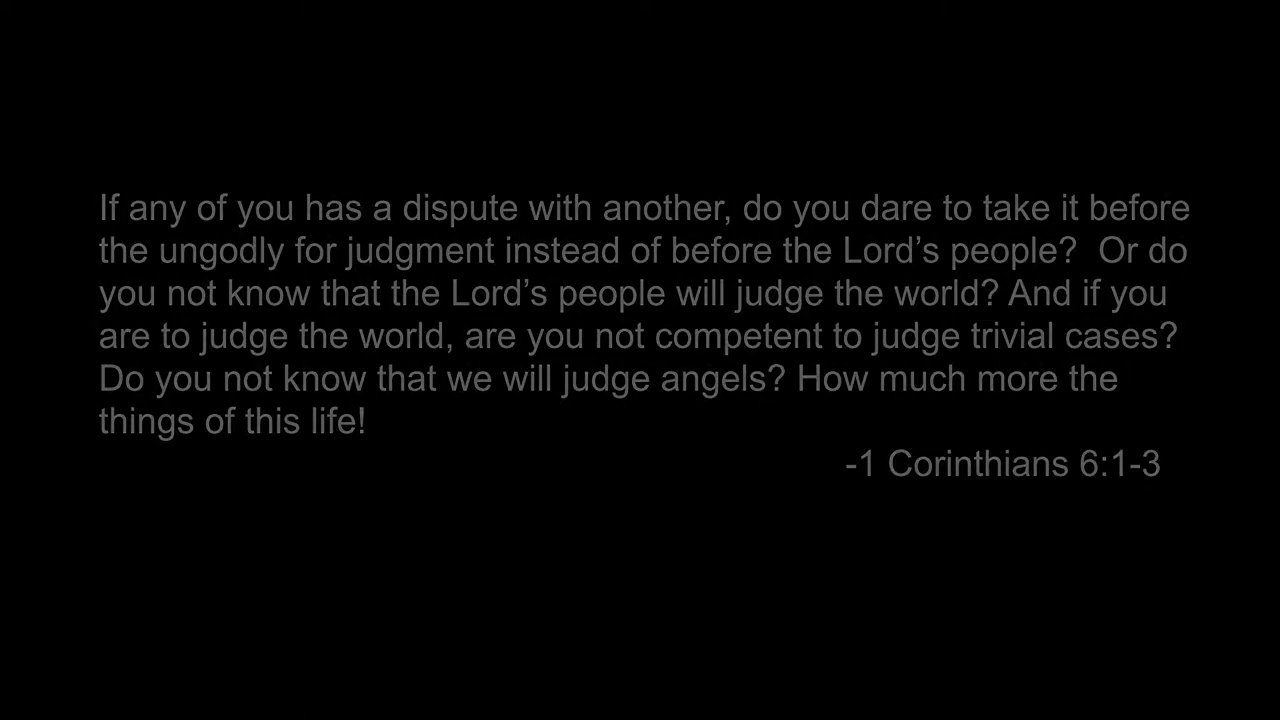 If any of you has a dispute with another, do you dare to take it before
the ungodly for judgment instead of before the Lord’s people?  Or do
you not know that the Lord’s people will judge the world? And if you
are to judge the world, are you not competent to judge trivial cases?
Do you not know that we will judge angels? How much more the
things of this life!
-1 Corinthians 6:1-3